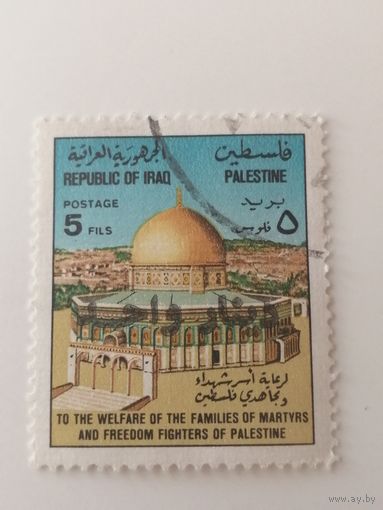 الجمهورية العراقية فلسطين
REPUBLIC OF IRAQ PALESTINE
POSTAGE بريد
5 FILS ٥ فلوس
دينار واحد
لرعاية أسر شهداء
ومجاهدي فلسطين
TO THE WELFARE OF THE FAMILIES OF MARTYRS
AND FREEDOM FIGHTERS OF PALESTINE
ay.by